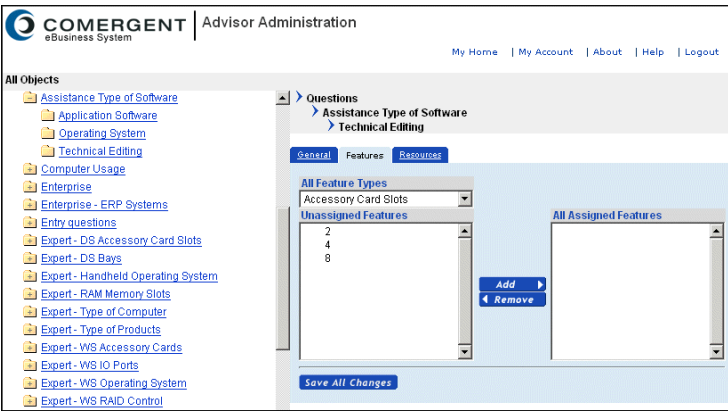 COMERGENT
eBusiness System
Advisor Administration
My Home | My Account | About | Help | Logout
All Objects
Assistance Type of Software
Application Software
Operating System
Technical Editing
Computer Usage
Enterprise
Enterprise - ERP Systems
Entry questions
Expert - DS Accessory Card Slots
Expert - DS Bays
Expert - Handheld Operating System
Expert - RAM Memory Slots
Expert - Type of Computer
Expert - Type of Products
Expert - WS Accessory Cards
Expert - WS IO Ports
Expert - WS Operating System
Expert - WS RAID Control
Questions
Assistance Type of Software
Technical Editing
General Features Resources
All Feature Types
Accessory Card Slots
Unassigned Features
2
4
8
Add
Remove
All Assigned Features
Save All Changes